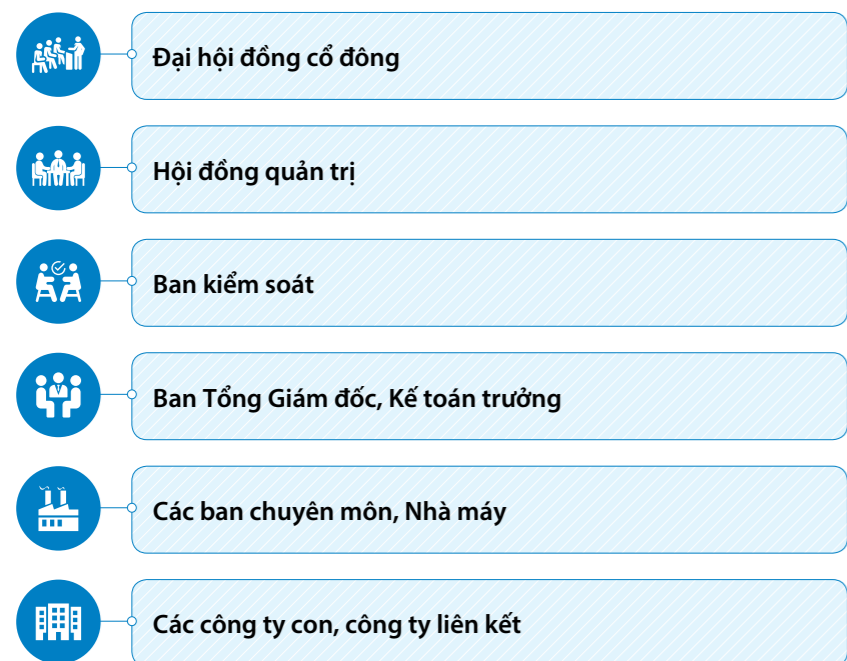 Đại hội đồng cổ đông
Hội đồng quản trị
Ban kiểm soát
Ban Tổng Giám đốc, Kế toán trưởng
Các ban chuyên môn, Nhà máy
Các công ty con, công ty liên kết